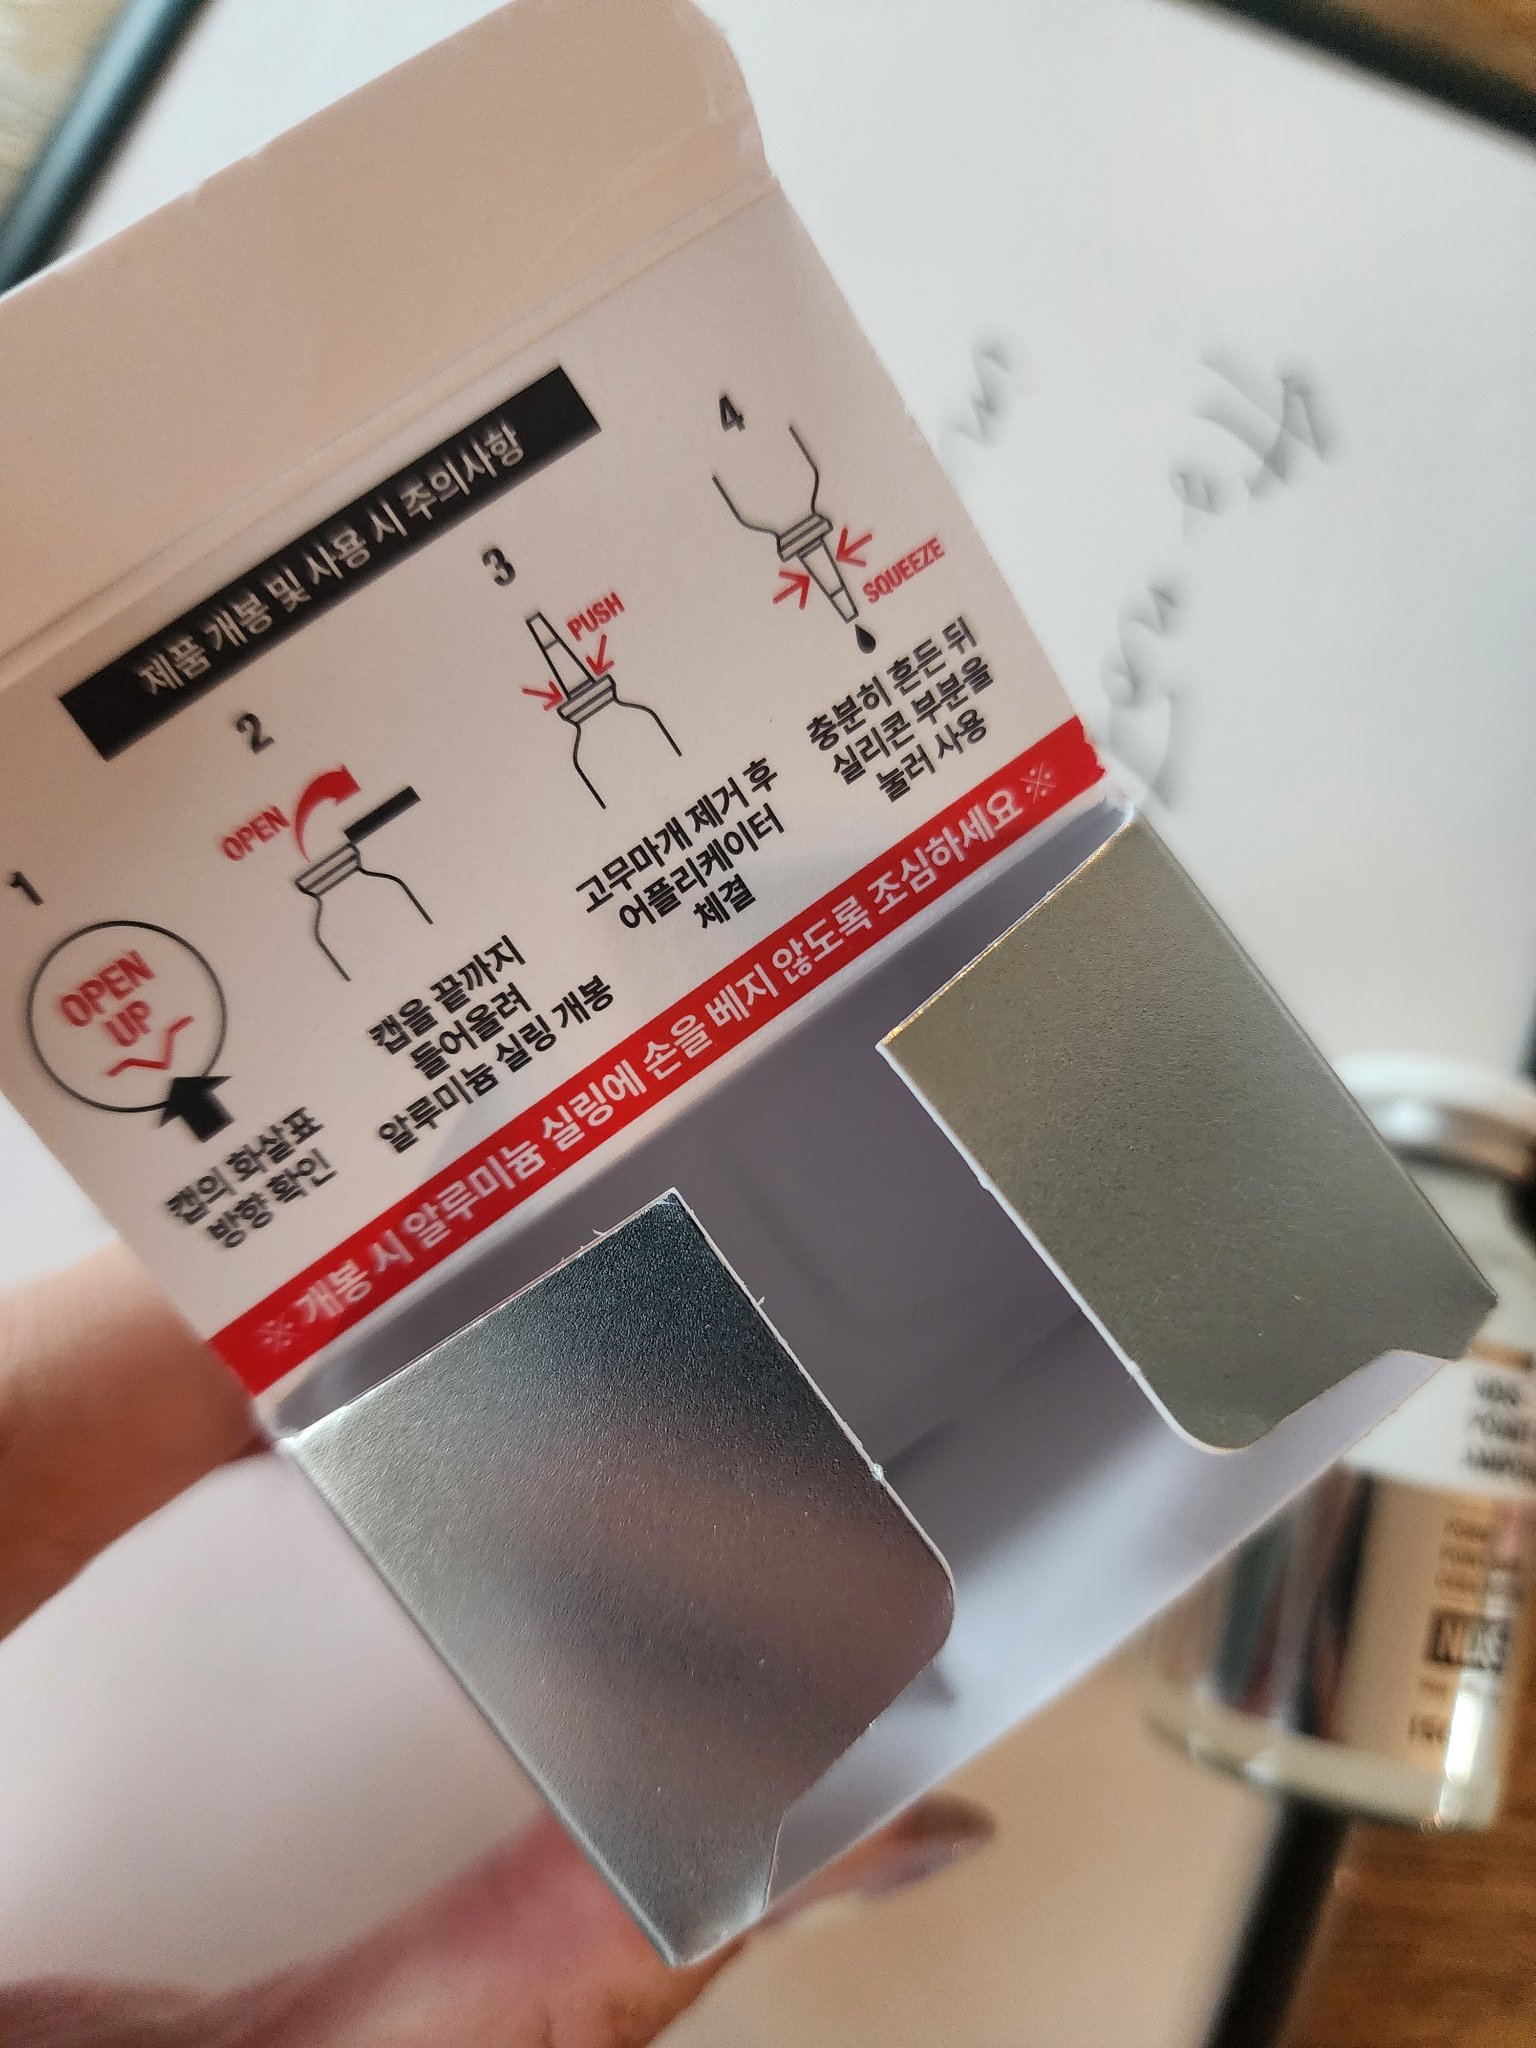 제품 개봉 및 사용 시 주의사항
1
OPEN
UP
캡의 화살표
방향 확인
2
OPEN
캡을 끝까지
들어올려
알루미늄 실링 개봉
3
PUSH
고무마개 제거 후
어플리케이터
체결
4
SQUEEZE
충분히 흔든 뒤
실리콘 부분을
눌러 사용
※ 개봉 시 알루미늄 실링에 손을 베지 않도록 조심하세요 ※